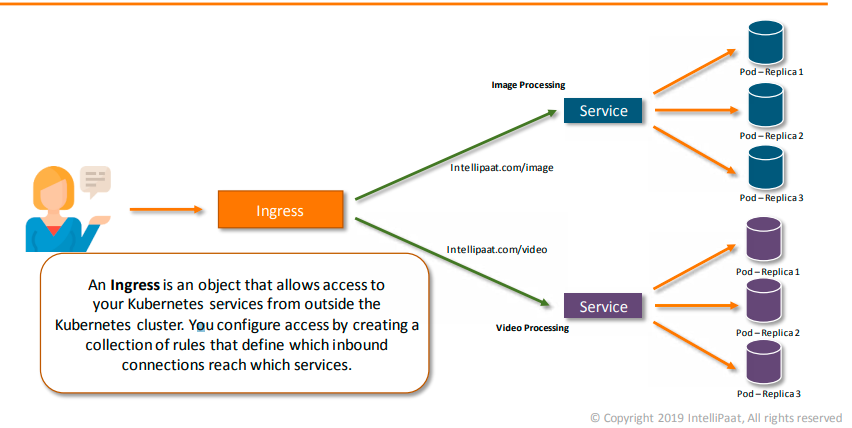 Pod – Replica 1
Image Processing
Service
Pod – Replica 2
Intellipaat.com/image
Pod – Replica 3
Ingress
Intellipaat.com/video
Pod – Replica 1
An Ingress is an object that allows access to
your Kubernetes services from outside the
Kubernetes cluster. You configure access by creating a
collection of rules that define which inbound
connections reach which services.
Service
Video Processing
Pod – Replica 2
Pod – Replica 3
© Copyright 2019 IntelliPaat, All rights reserved